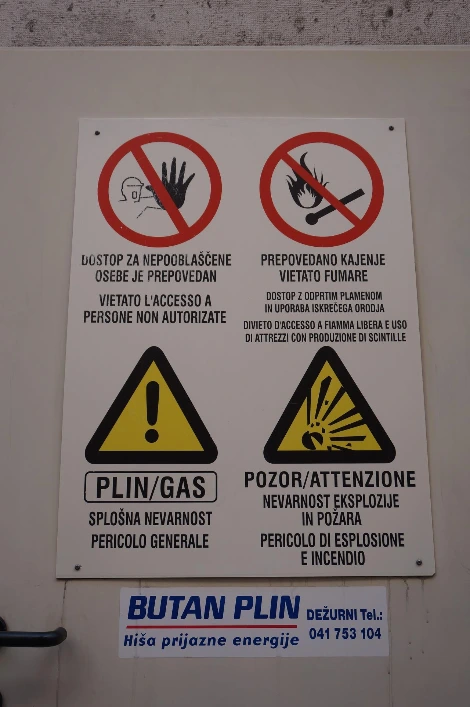 DOSTOP ZA NEPOOBLAŠČENE
OSEBE JE PREPOVEDAN
VIETATO L'ACCESSO A
PERSONE NON AUTORIZATE
PREPOVEDANO KAJENJE
VIETATO FUMARE
DOSTOP Z ODPRTIM PLAMENOM
IN UPORABA ISKREČEGA ORODJA
DIVIETO D'ACCESSO A FIAMMA LIBERA E USO
DI ATTREZZI CON PRODUZIONE DI SCINTILLE
PLIN/GAS
SPLOŠNA NEVARNOST
PERICOLO GENERALE
POZOR/ATTENZIONE
NEVARNOST EKSPLOZIJE
IN POŽARA
PERICOLO DI ESPLOSIONE
E INCENDIO
BUTAN PLIN
Hiša prijazne energije
DEŽURNI Tel.:
041 753 104